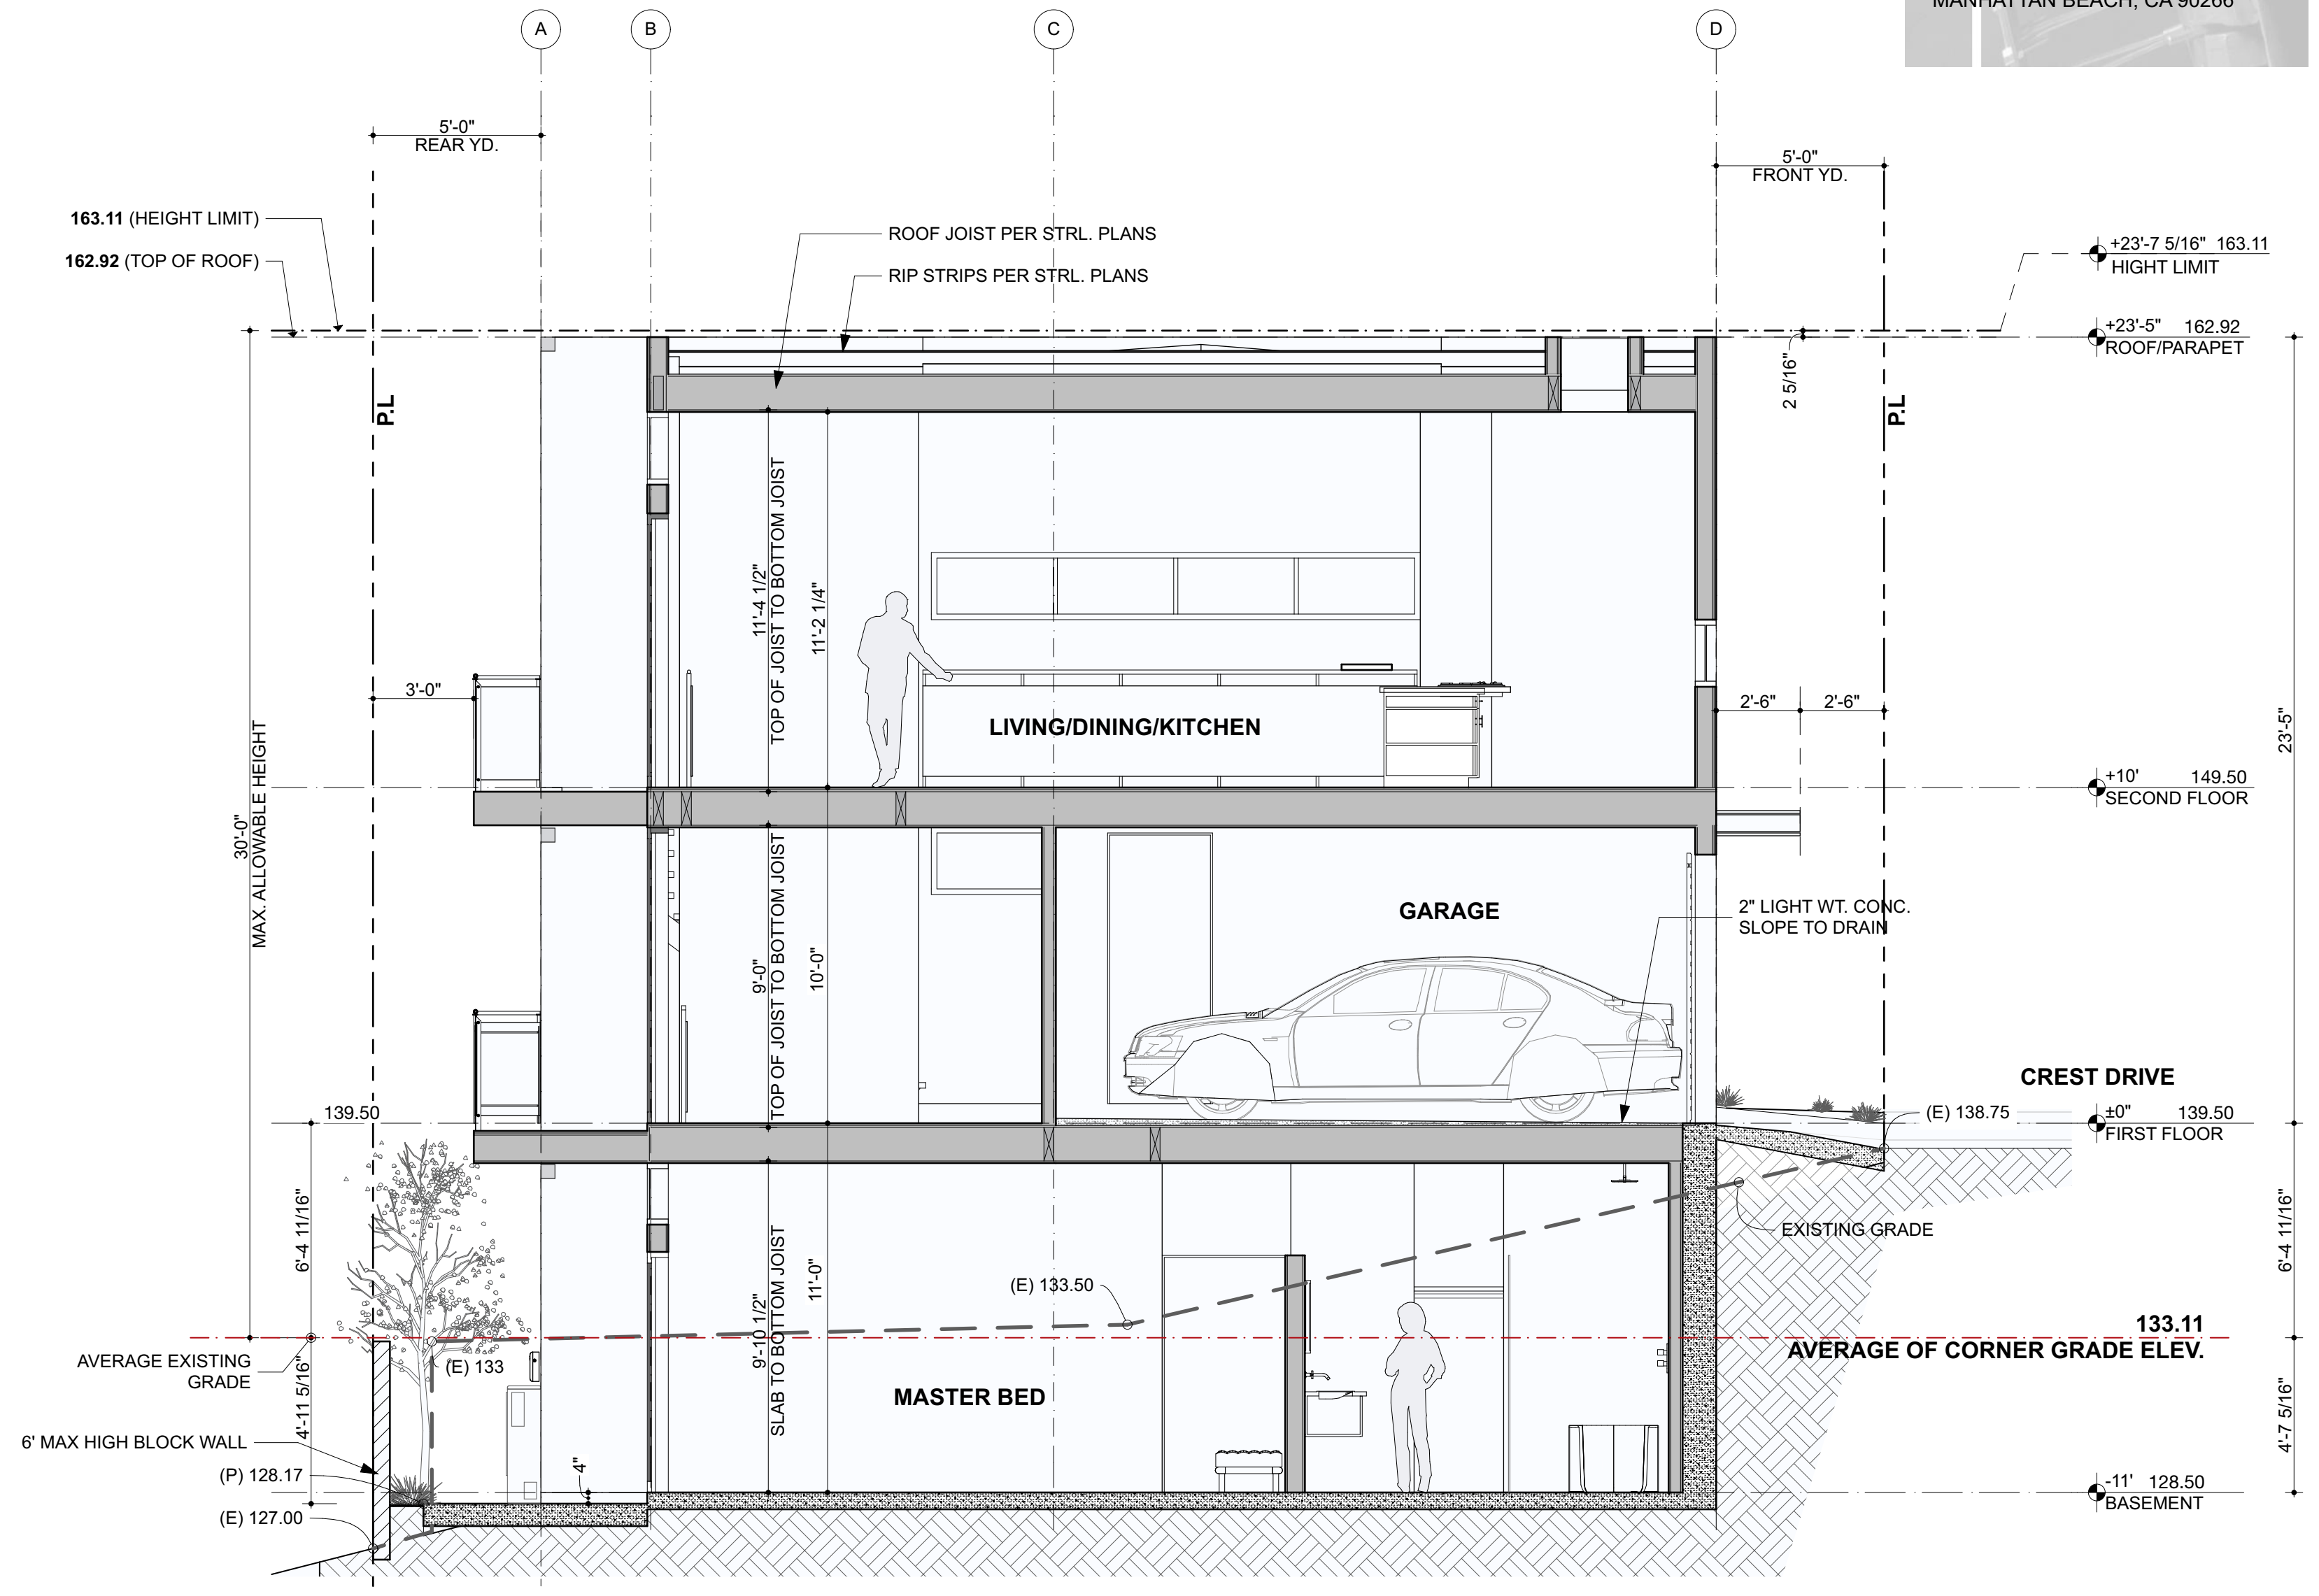 MANHATTAN BEACH, CA 90266
A
B
C
D
5'-0"
REAR YD.
5'-0"
FRONT YD.
163.11 (HEIGHT LIMIT)
162.92 (TOP OF ROOF)
ROOF JOIST PER STRL. PLANS
RIP STRIPS PER STRL. PLANS
+23'-7 5/16" 163.11
HIGHT LIMIT
+23'-5" 162.92
ROOF/PARAPET
2 5/16"
P.L
P.L
11'-4 1/2"
TOP OF JOIST TO BOTTOM JOIST
11'-2 1/4"
3'-0"
2'-6"
2'-6"
LIVING/DINING/KITCHEN
23'-5"
30'-0"
MAX. ALLOWABLE HEIGHT
+10' 149.50
SECOND FLOOR
9'-0"
TOP OF JOIST TO BOTTOM JOIST
10'-0"
GARAGE
2" LIGHT WT. CONC.
SLOPE TO DRAIN
CREST DRIVE
139.50
(E) 138.75
±0" 139.50
FIRST FLOOR
6'-4 11/16"
6'-4 11/16"
EXISTING GRADE
(E) 133.50
9'-10 1/2"
SLAB TO BOTTOM JOIST
11'-0"
133.11
AVERAGE OF CORNER GRADE ELEV.
AVERAGE EXISTING
GRADE
(E) 133
MASTER BED
4'-11 5/16"
4'-7 5/16"
6' MAX HIGH BLOCK WALL
(P) 128.17
4"
-11' 128.50
BASEMENT
(E) 127.00